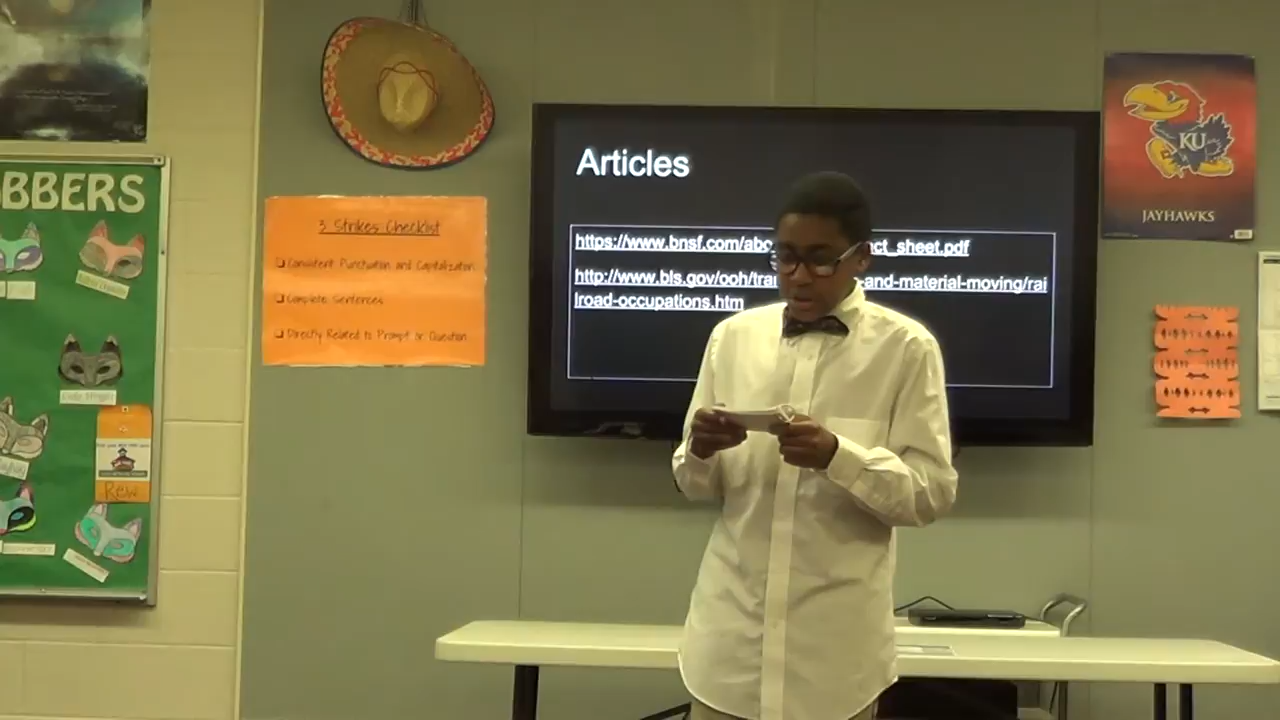 BBERS
3 Strikes Checklist
Consistent Punctuation and Capitalization
Complete Sentences
Directly Related to Prompt or Question
Articles
https://www.bnsf.com/abo
act_sheet.pdf
http://www.bls.gov/ooh/tra
-and-material-moving/rai
lroad-occupations.htm
KU
JAYHAWKS